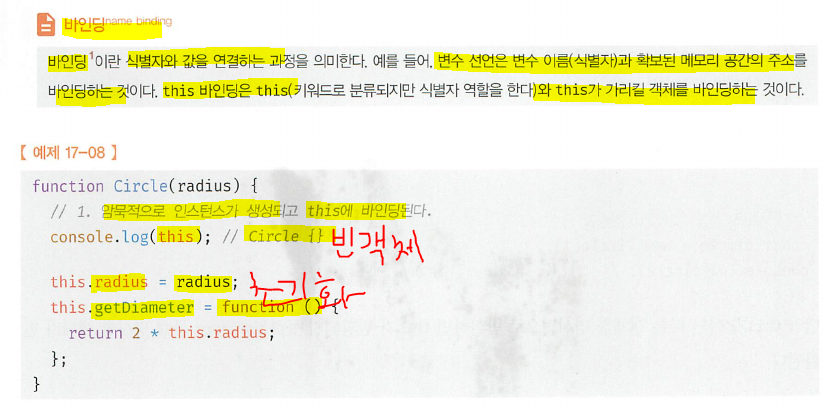 바인딩name binding
바인딩1이란 식별자와 값을 연결하는 과정을 의미한다. 예를 들어, 변수 선언은 변수 이름(식별자)과 확보된 메모리 공간의 주소를
바인딩하는 것이다. this 바인딩은 this(키워드로 분류되지만 식별자 역할을 한다)와 this가 가리킬 객체를 바인딩하는 것이다.
【 예제 17-08 】
function Circle(radius) {
// 1. 암묵적으로 인스턴스가 생성되고 this에 바인딩된다.
console.log(this); // Circle {} 빈객체
this.radius = radius; 초기화
this.getDiameter = function () {
return 2 * this.radius;
};
}